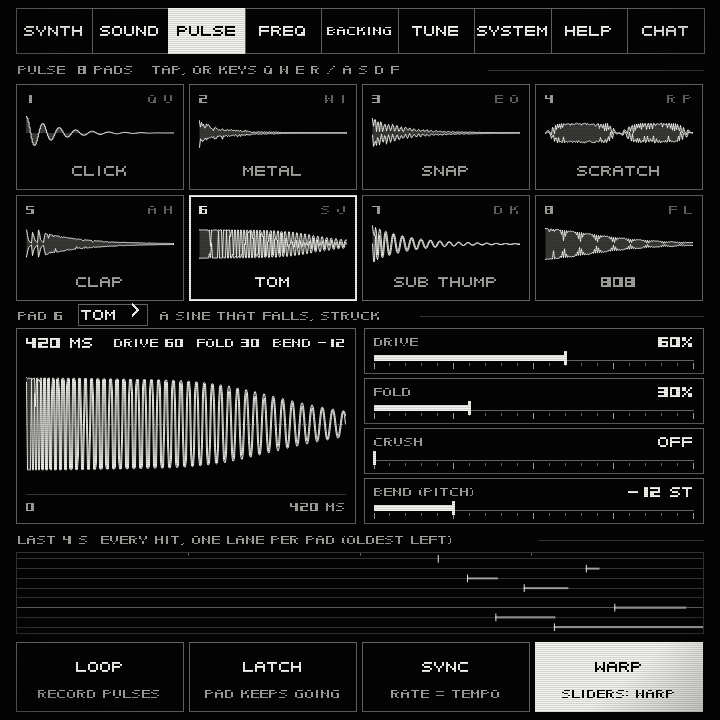 SYNTH SOUND PULSE FREQ BACKING TUNE SYSTEM HELP CHAT
PULSE 8 PADS TAP, OR KEYS Q W E R / A S D F
1 Q U 2 W I 3 E O 4 R P
CLICK METAL SNAP SCRATCH
5 A H 6 S J 7 D K 8 F L
CLAP TOM SUB THUMP 808
PAD 6 TOM > A SINE THAT FALLS, STRUCK
420 MS DRIVE 60 FOLD 30 BEND -12
DRIVE 60%
FOLD 30%
CRUSH OFF
BEND (PITCH) -12 ST
0 420 MS
LAST 4 S EVERY HIT, ONE LANE PER PAD (OLDEST LEFT)
LOOP LATCH SYNC WARP
RECORD PULSES PAD KEEPS GOING RATE = TEMPO SLIDERS: WARP